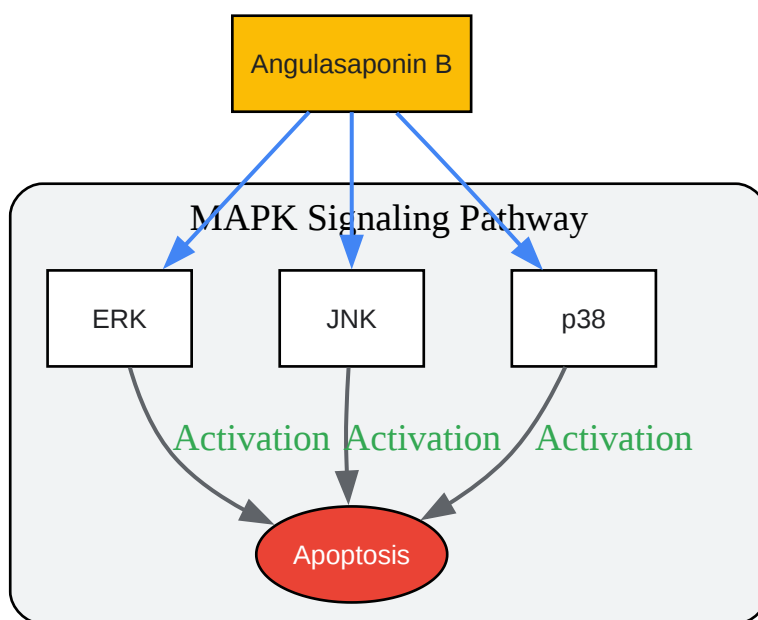 Angulasaponin B
MAPK Signaling Pathway
ERK
JNK
p38
Activation
Activation
Activation
Apoptosis